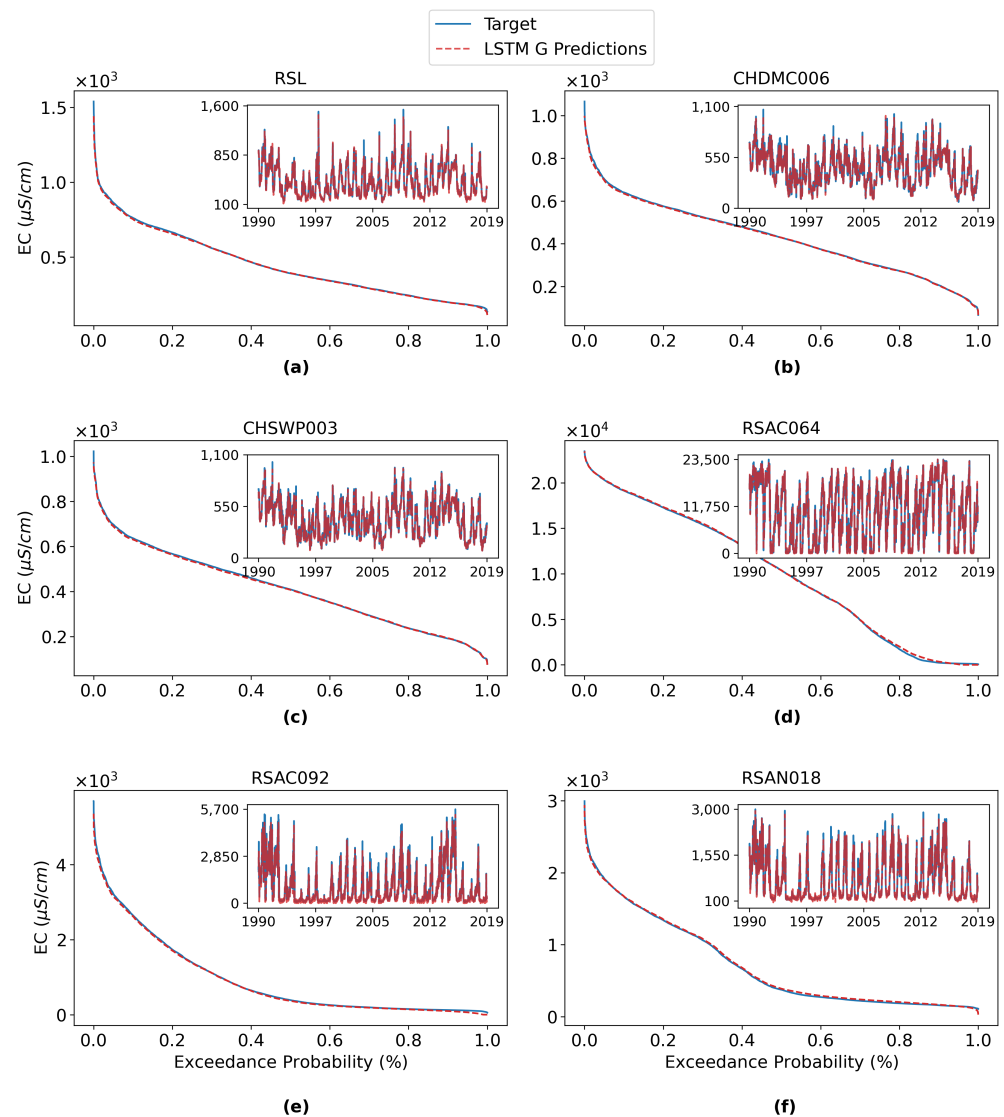 Target
LSTM G Predictions
×10³ RSL
1.5
1.0
0.5
EC (μS/cm)
1,600
850
100
1990 1997 2005 2012 2019
0.0 0.2 0.4 0.6 0.8 1.0
(a)
×10³ CHDMC006
1.0
0.8
0.6
0.4
0.2
1,100
550
0
1990 1997 2005 2012 2019
0.0 0.2 0.4 0.6 0.8 1.0
(b)
×10³ CHSWP003
1.0
0.8
0.6
0.4
0.2
EC (μS/cm)
1,100
550
0
1990 1997 2005 2012 2019
0.0 0.2 0.4 0.6 0.8 1.0
(c)
×10⁴ RSAC064
2.0
1.5
1.0
0.5
0.0
23,500
11,750
0
1990 1997 2005 2012 2019
0.0 0.2 0.4 0.6 0.8 1.0
(d)
×10³ RSAC092
4
2
0
EC (μS/cm)
5,700
2,850
0
1990 1997 2005 2012 2019
0.0 0.2 0.4 0.6 0.8 1.0
Exceedance Probability (%)
(e)
×10³ RSAN018
3
2
1
0
3,000
1,550
100
1990 1997 2005 2012 2019
0.0 0.2 0.4 0.6 0.8 1.0
Exceedance Probability (%)
(f)